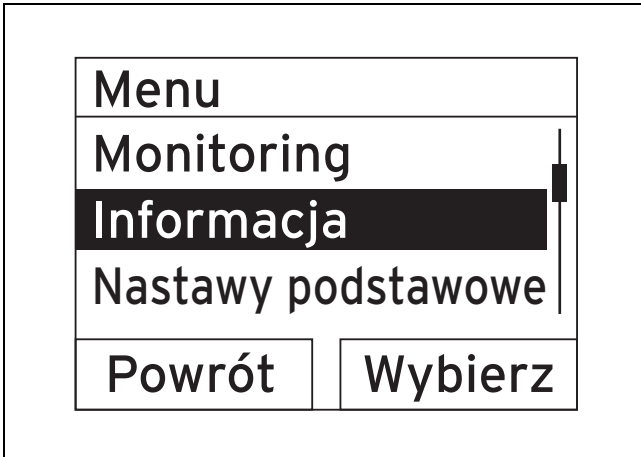 Menu
Monitoring
Informacja
Nastawy podstawowe
Powrót Wybierz